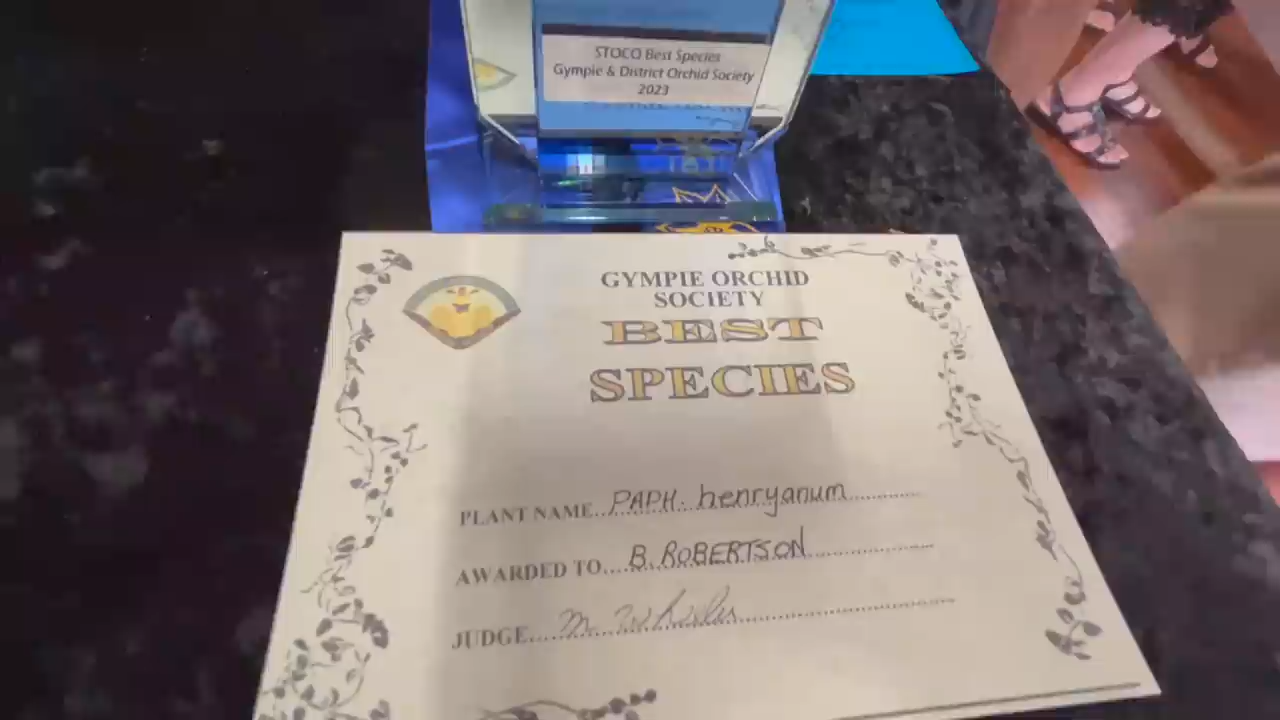 STOCQ Best Species
Gympie & District Orchid Society
2023
GYMPIE ORCHID
SOCIETY
BEST
SPECIES
PLANT NAME...PAPH. henryanum
AWARDED TO...B. ROBERTSON
JUDGE....M